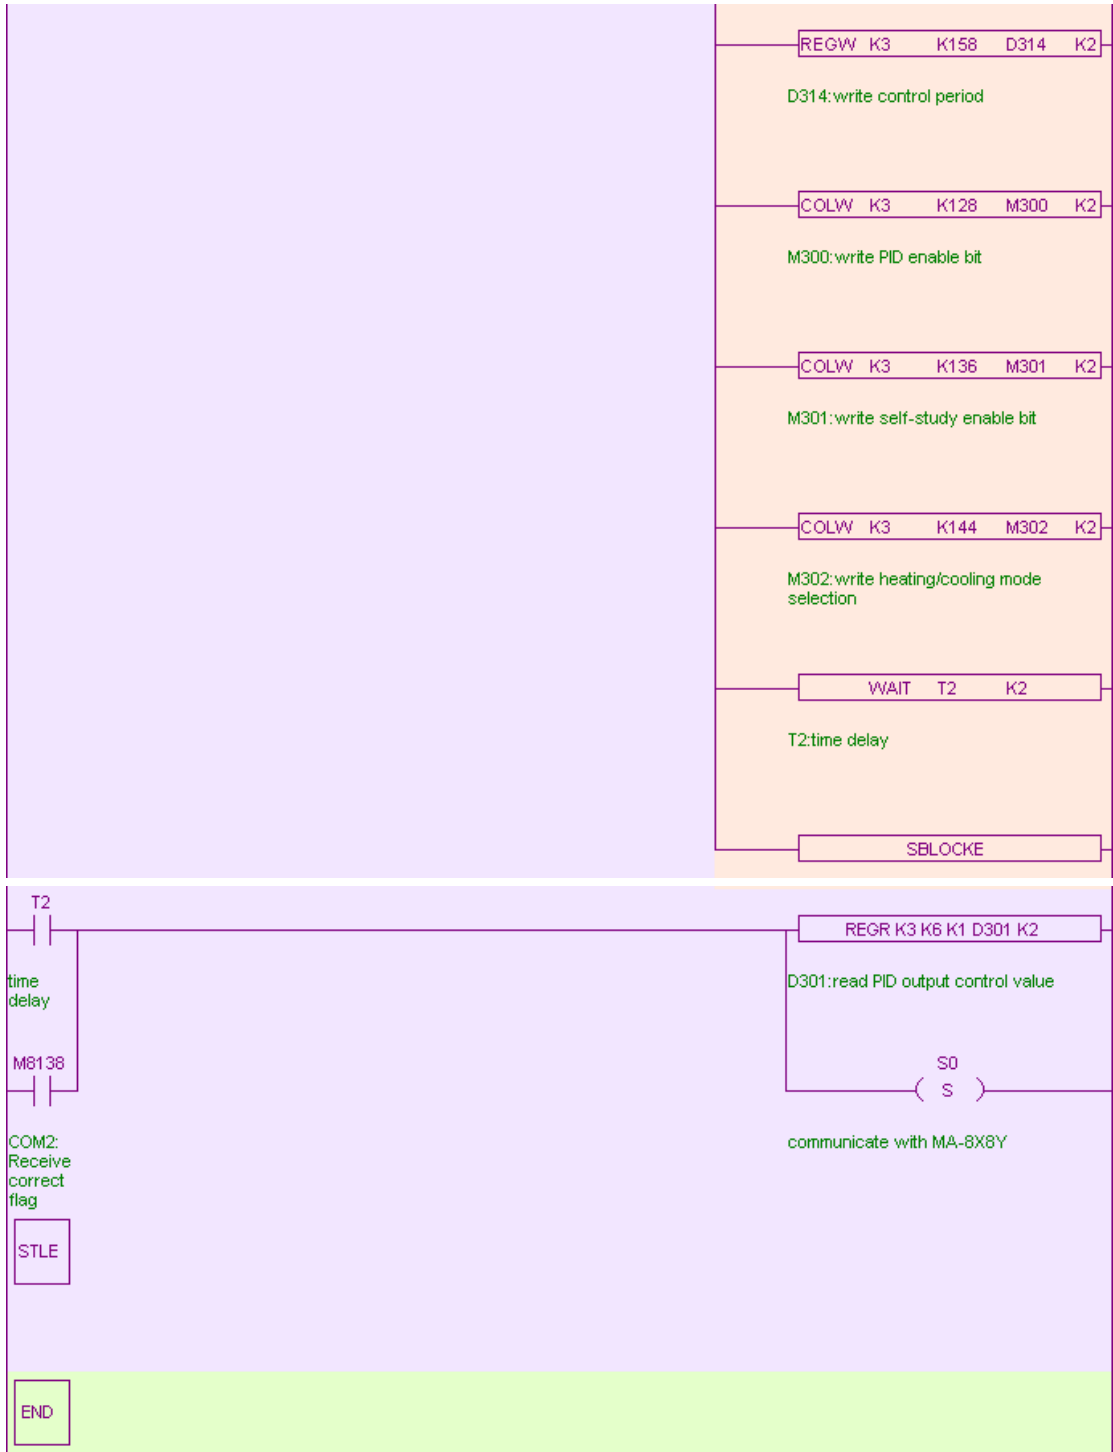 REGW K3 K158 D314 K2
D314:write control period
COLW K3 K128 M300 K2
M300:write PID enable bit
COLW K3 K136 M301 K2
M301:write self-study enable bit
COLW K3 K144 M302 K2
M302:write heating/cooling mode
selection
WAIT T2 K2
T2:time delay
SBLOCKE
T2
REGR K3 K6 K1 D301 K2
time
delay
D301:read PID output control value
M8138
S0
S
COM2:
Receive
correct
flag
communicate with MA-8X8Y
STLE
END